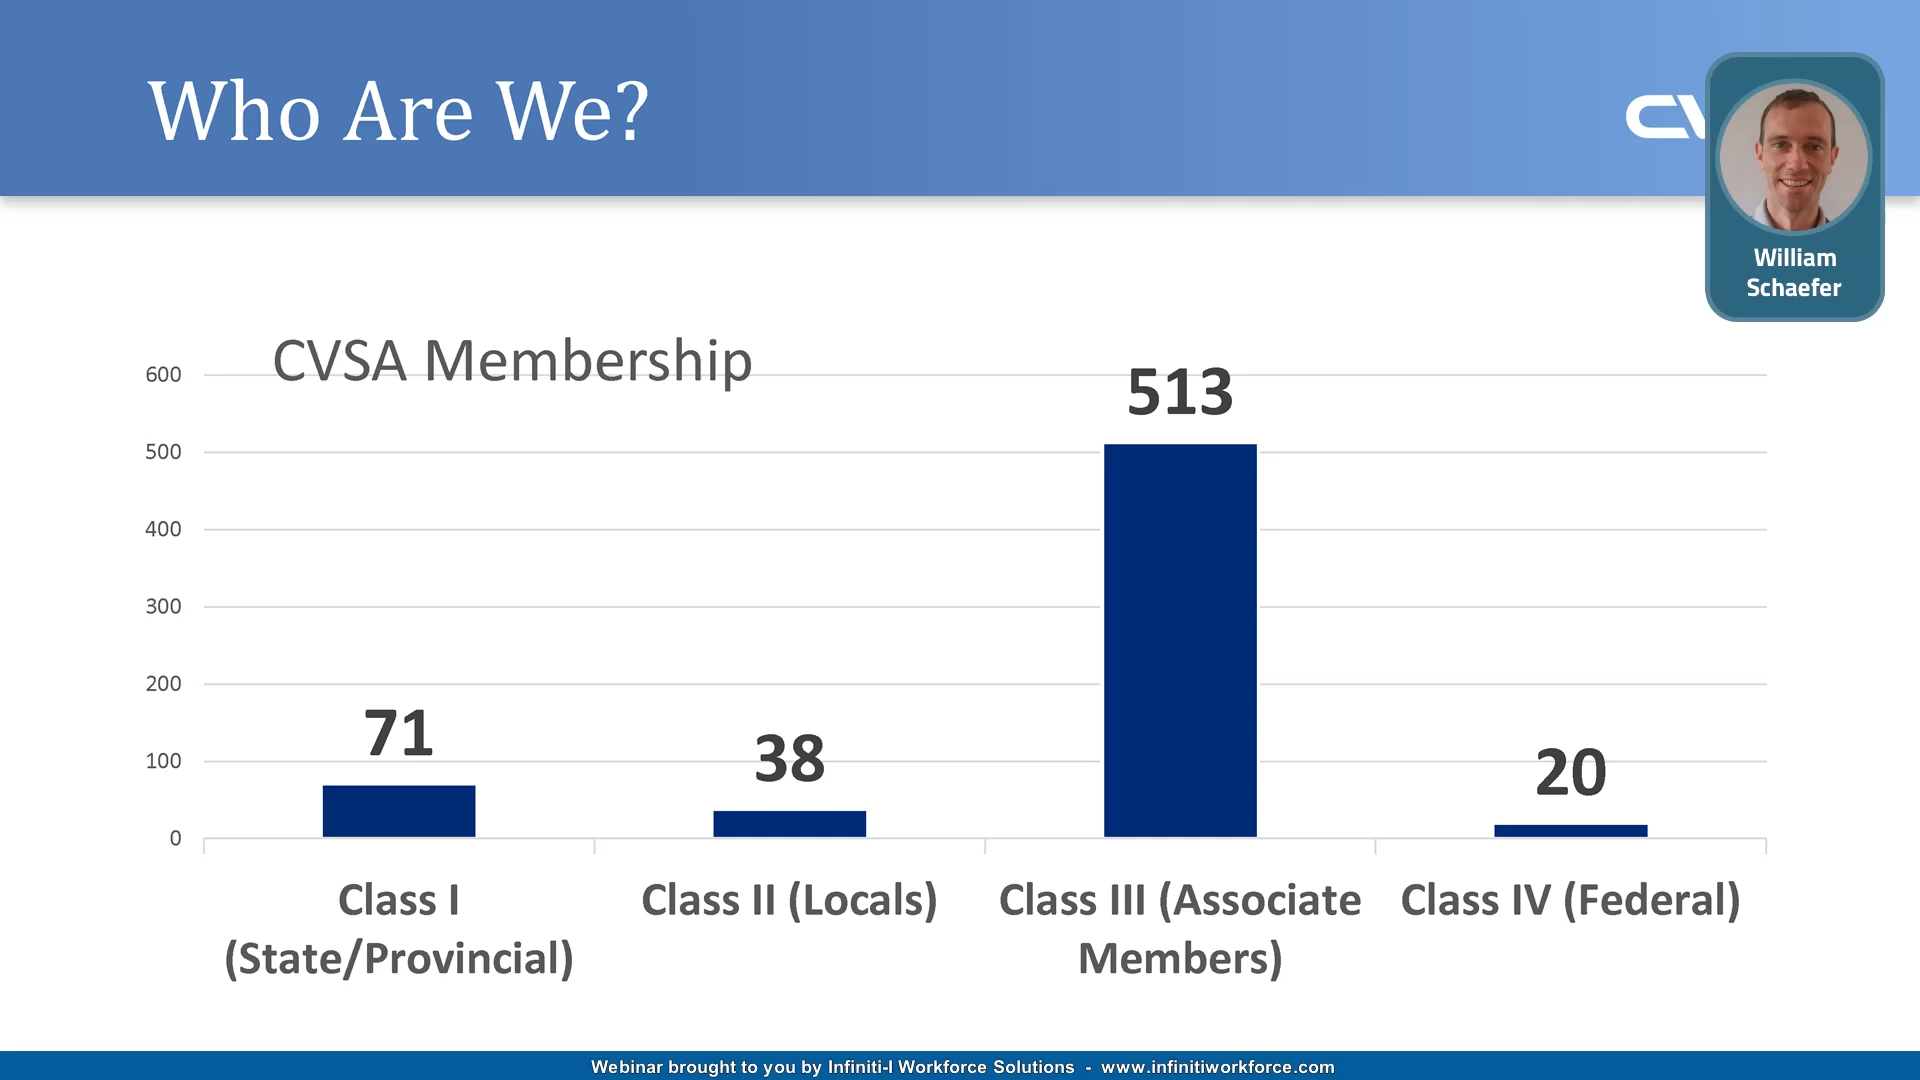 Who Are We?
CV
William
Schaefer
CVSA Membership
600
500
400
300
200
100
0
71
38
513
20
Class I
(State/Provincial)
Class II (Locals)
Class III (Associate
Members)
Class IV (Federal)
Webinar brought to you by Infiniti-I Workforce Solutions - www.infinitiworkforce.com